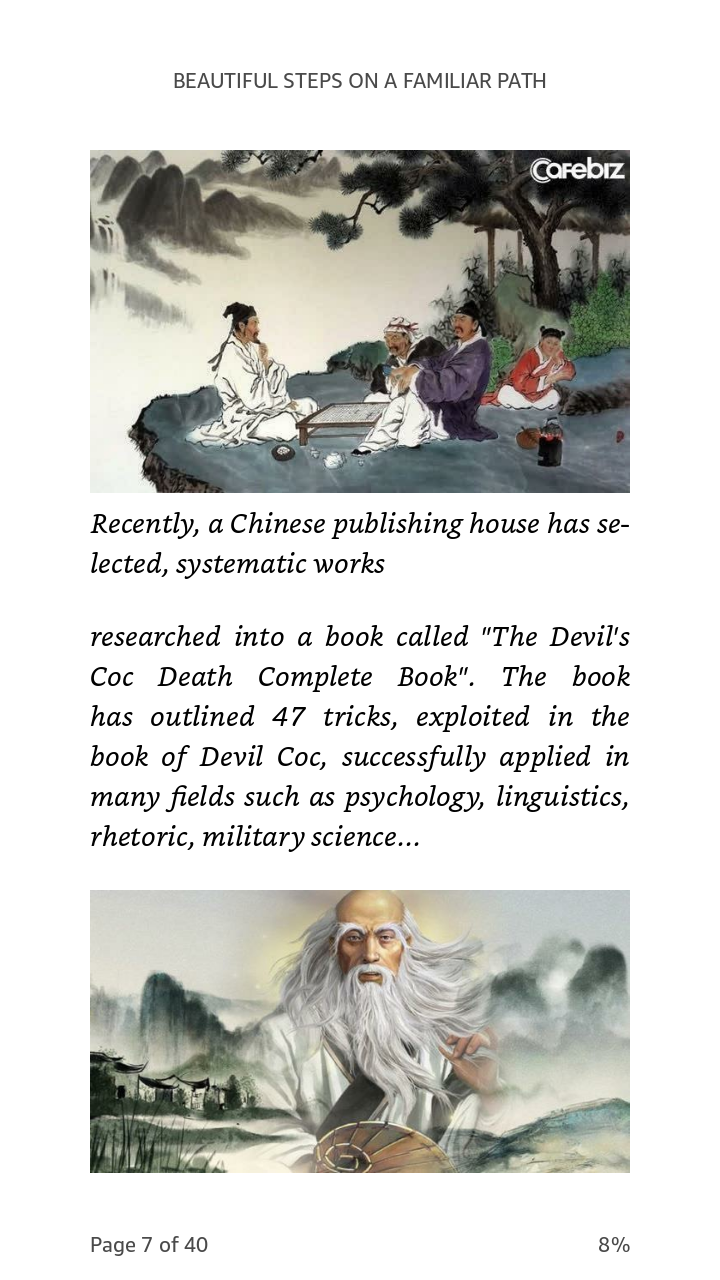 BEAUTIFUL STEPS ON A FAMILIAR PATH
Cafebiz
Recently, a Chinese publishing house has se-
lected, systematic works
researched into a book called "The Devil's
Coc Death Complete Book". The book
has outlined 47 tricks, exploited in the
book of Devil Coc, successfully applied in
many fields such as psychology, linguistics,
rhetoric, military science...
Page 7 of 40
8%